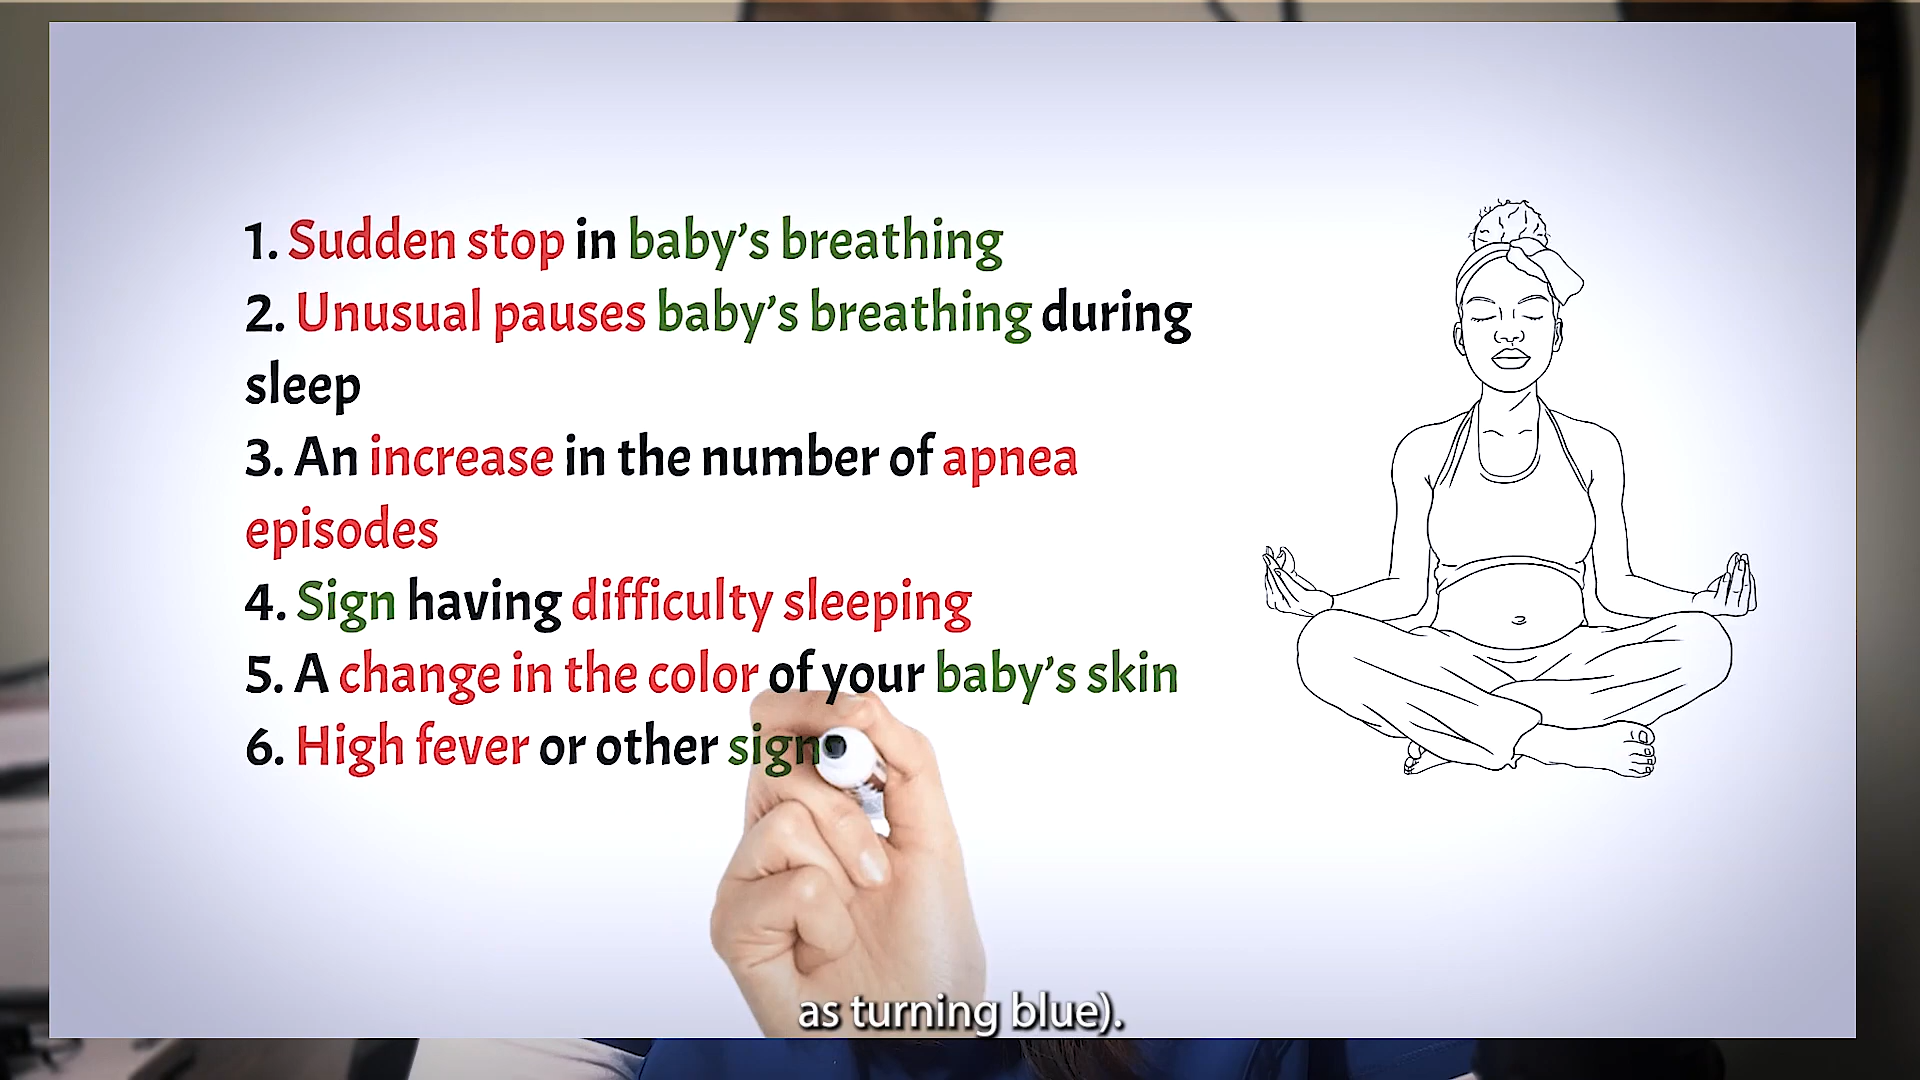 1. Sudden stop in baby's breathing
2. Unusual pauses baby's breathing during
sleep
3. An increase in the number of apnea
episodes
4. Sign having difficulty sleeping
5. A change in the color of your baby's skin
6. High fever or other sign
as turning blue).